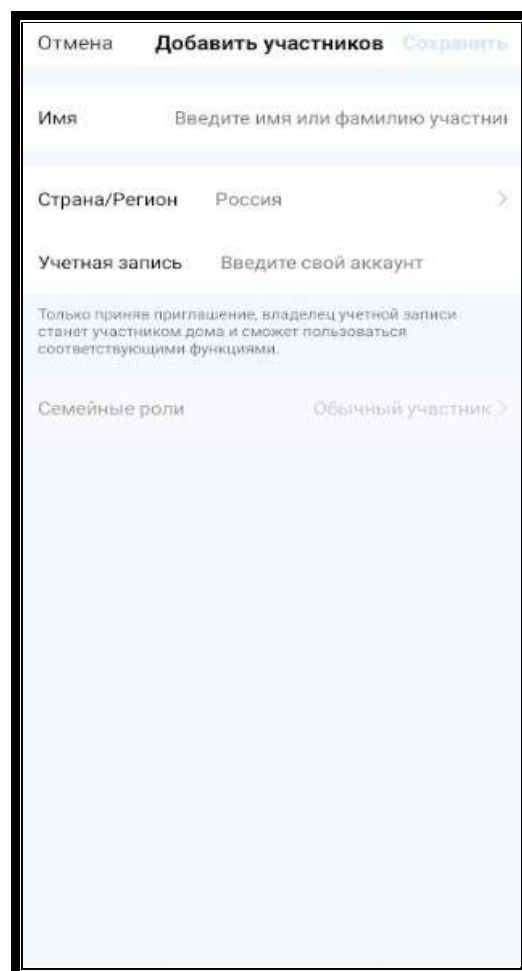 Отмена Добавить участников Сохранить
Имя Введите имя или фамилию участни
Страна/Регион Россия
Учетная запись Введите свой аккаунт
Только приняв приглашение, владелец учетной записи
станет участником дома и сможет пользоваться
соответствующими функциями.
Семейные роли Обычный участник